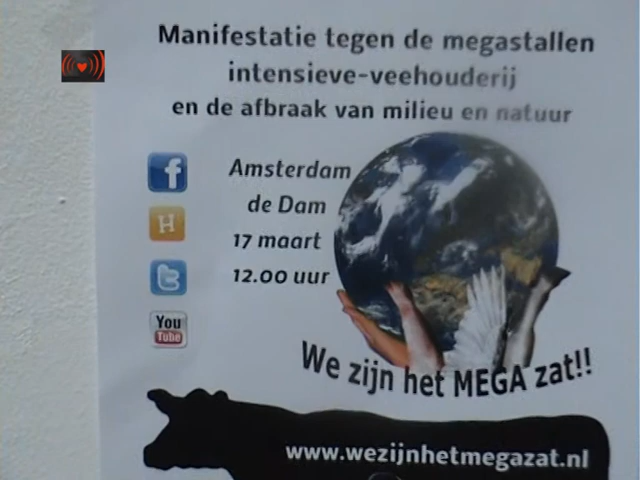 Manifestatie tegen de megastallen
intensieve-veehouderij
en de afbraak van milieu en natuur
Amsterdam
de Dam
17 maart
12.00 uur
f
H
t
You
Tube
We zijn het MEGA zat!!
www.wezijnhetmegazat.nl